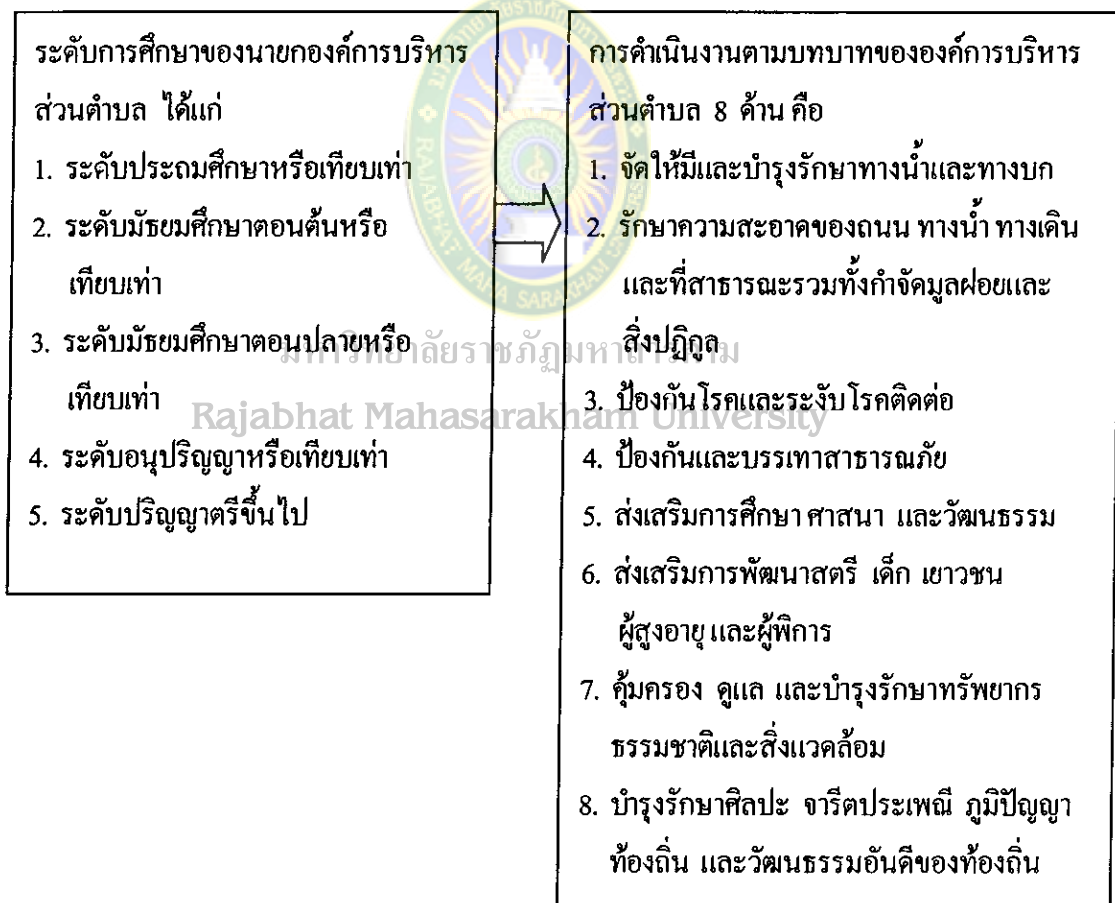 ระดับการศึกษาของนายกองค์การบริหาร
ส่วนตำบล ได้แก่
1. ระดับประถมศึกษาหรือเทียบเท่า
2. ระดับมัธยมศึกษาตอนต้นหรือ
เทียบเท่า
3. ระดับมัธยมศึกษาตอนปลายหรือ
เทียบเท่า
4. ระดับอนุปริญญาหรือเทียบเท่า
5. ระดับปริญญาตรีขึ้นไป
การดำเนินงานตามบทบาทขององค์การบริหาร
ส่วนตำบล 8 ด้าน คือ
1. จัดให้มีและบำรุงรักษาทางน้ำและทางบก
2. รักษาความสะอาดของถนน ทางน้ำ ทางเดิน
และที่สาธารณะรวมทั้งกำจัดมูลฝอยและ
สิ่งปฏิกูล
3. ป้องกันโรคและระงับโรคติดต่อ
4. ป้องกันและบรรเทาสาธารณภัย
5. ส่งเสริมการศึกษา ศาสนา และวัฒนธรรม
6. ส่งเสริมการพัฒนาสตรี เด็ก เยาวชน
ผู้สูงอายุ และผู้พิการ
7. คุ้มครอง ดูแล และบำรุงรักษาทรัพยากร
ธรรมชาติและสิ่งแวดล้อม
8. บำรุงรักษาศิลปะ จารีตประเพณี ภูมิปัญญา
ท้องถิ่น และวัฒนธรรมอันดีของท้องถิ่น
มหาวิทยาลัยราชภัฏมหาสารคาม
Rajabhat Mahasarakham University